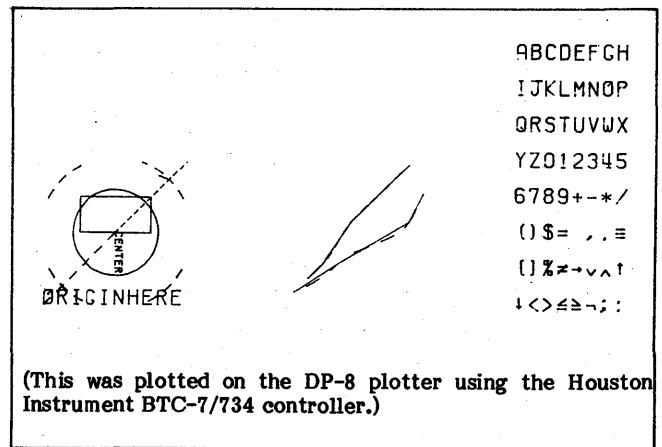 ABCDEFGH
IJKLMNOP
QRSTUVWX
YZ012345
6789+-*/
()$= ,.≡
[]%≠→∨∧↑
↓<>≤≥¬;:
CENTER
ORIGINHERE
(This was plotted on the DP-8 plotter using the Houston
Instrument BTC-7/734 controller.)